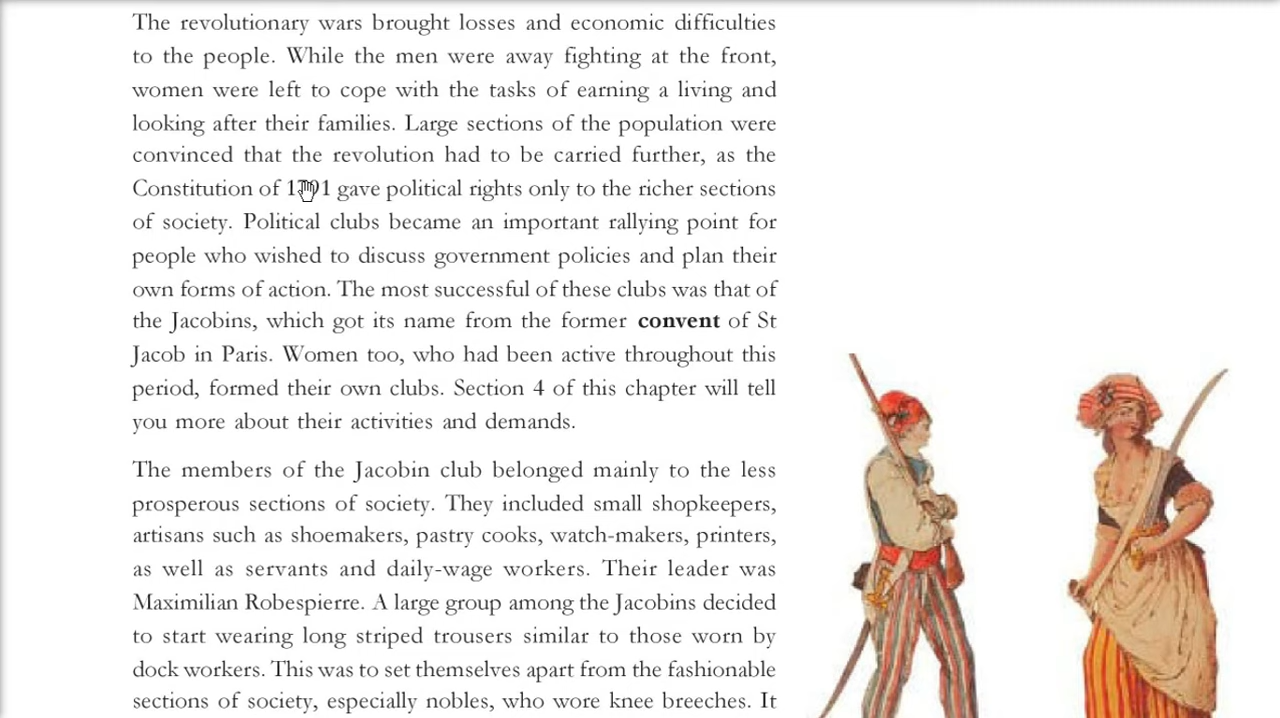 The revolutionary wars brought losses and economic difficulties
to the people. While the men were away fighting at the front,
women were left to cope with the tasks of earning a living and
looking after their families. Large sections of the population were
convinced that the revolution had to be carried further, as the
Constitution of 1791 gave political rights only to the richer sections
of society. Political clubs became an important rallying point for
people who wished to discuss government policies and plan their
own forms of action. The most successful of these clubs was that of
the Jacobins, which got its name from the former convent of St
Jacob in Paris. Women too, who had been active throughout this
period, formed their own clubs. Section 4 of this chapter will tell
you more about their activities and demands.
The members of the Jacobin club belonged mainly to the less
prosperous sections of society. They included small shopkeepers,
artisans such as shoemakers, pastry cooks, watch-makers, printers,
as well as servants and daily-wage workers. Their leader was
Maximilian Robespierre. A large group among the Jacobins decided
to start wearing long striped trousers similar to those worn by
dock workers. This was to set themselves apart from the fashionable
sections of society, especially nobles, who wore knee breeches. It